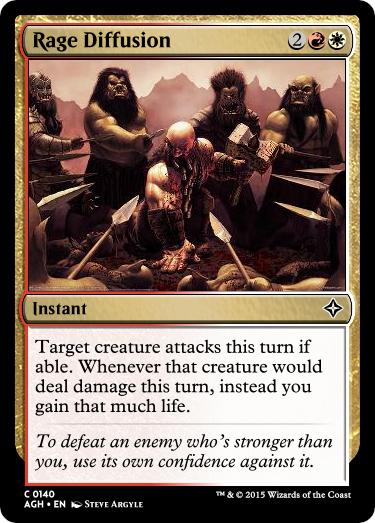 Rage Diffusion 2
Instant
Target creature attacks this turn if
able. Whenever that creature would
deal damage this turn, instead you
gain that much life.
To defeat an enemy who's stronger than
you, use its own confidence against it.
C 0140
AGH • EN STEVE ARGYLE
™ & © 2015 Wizards of the Coast